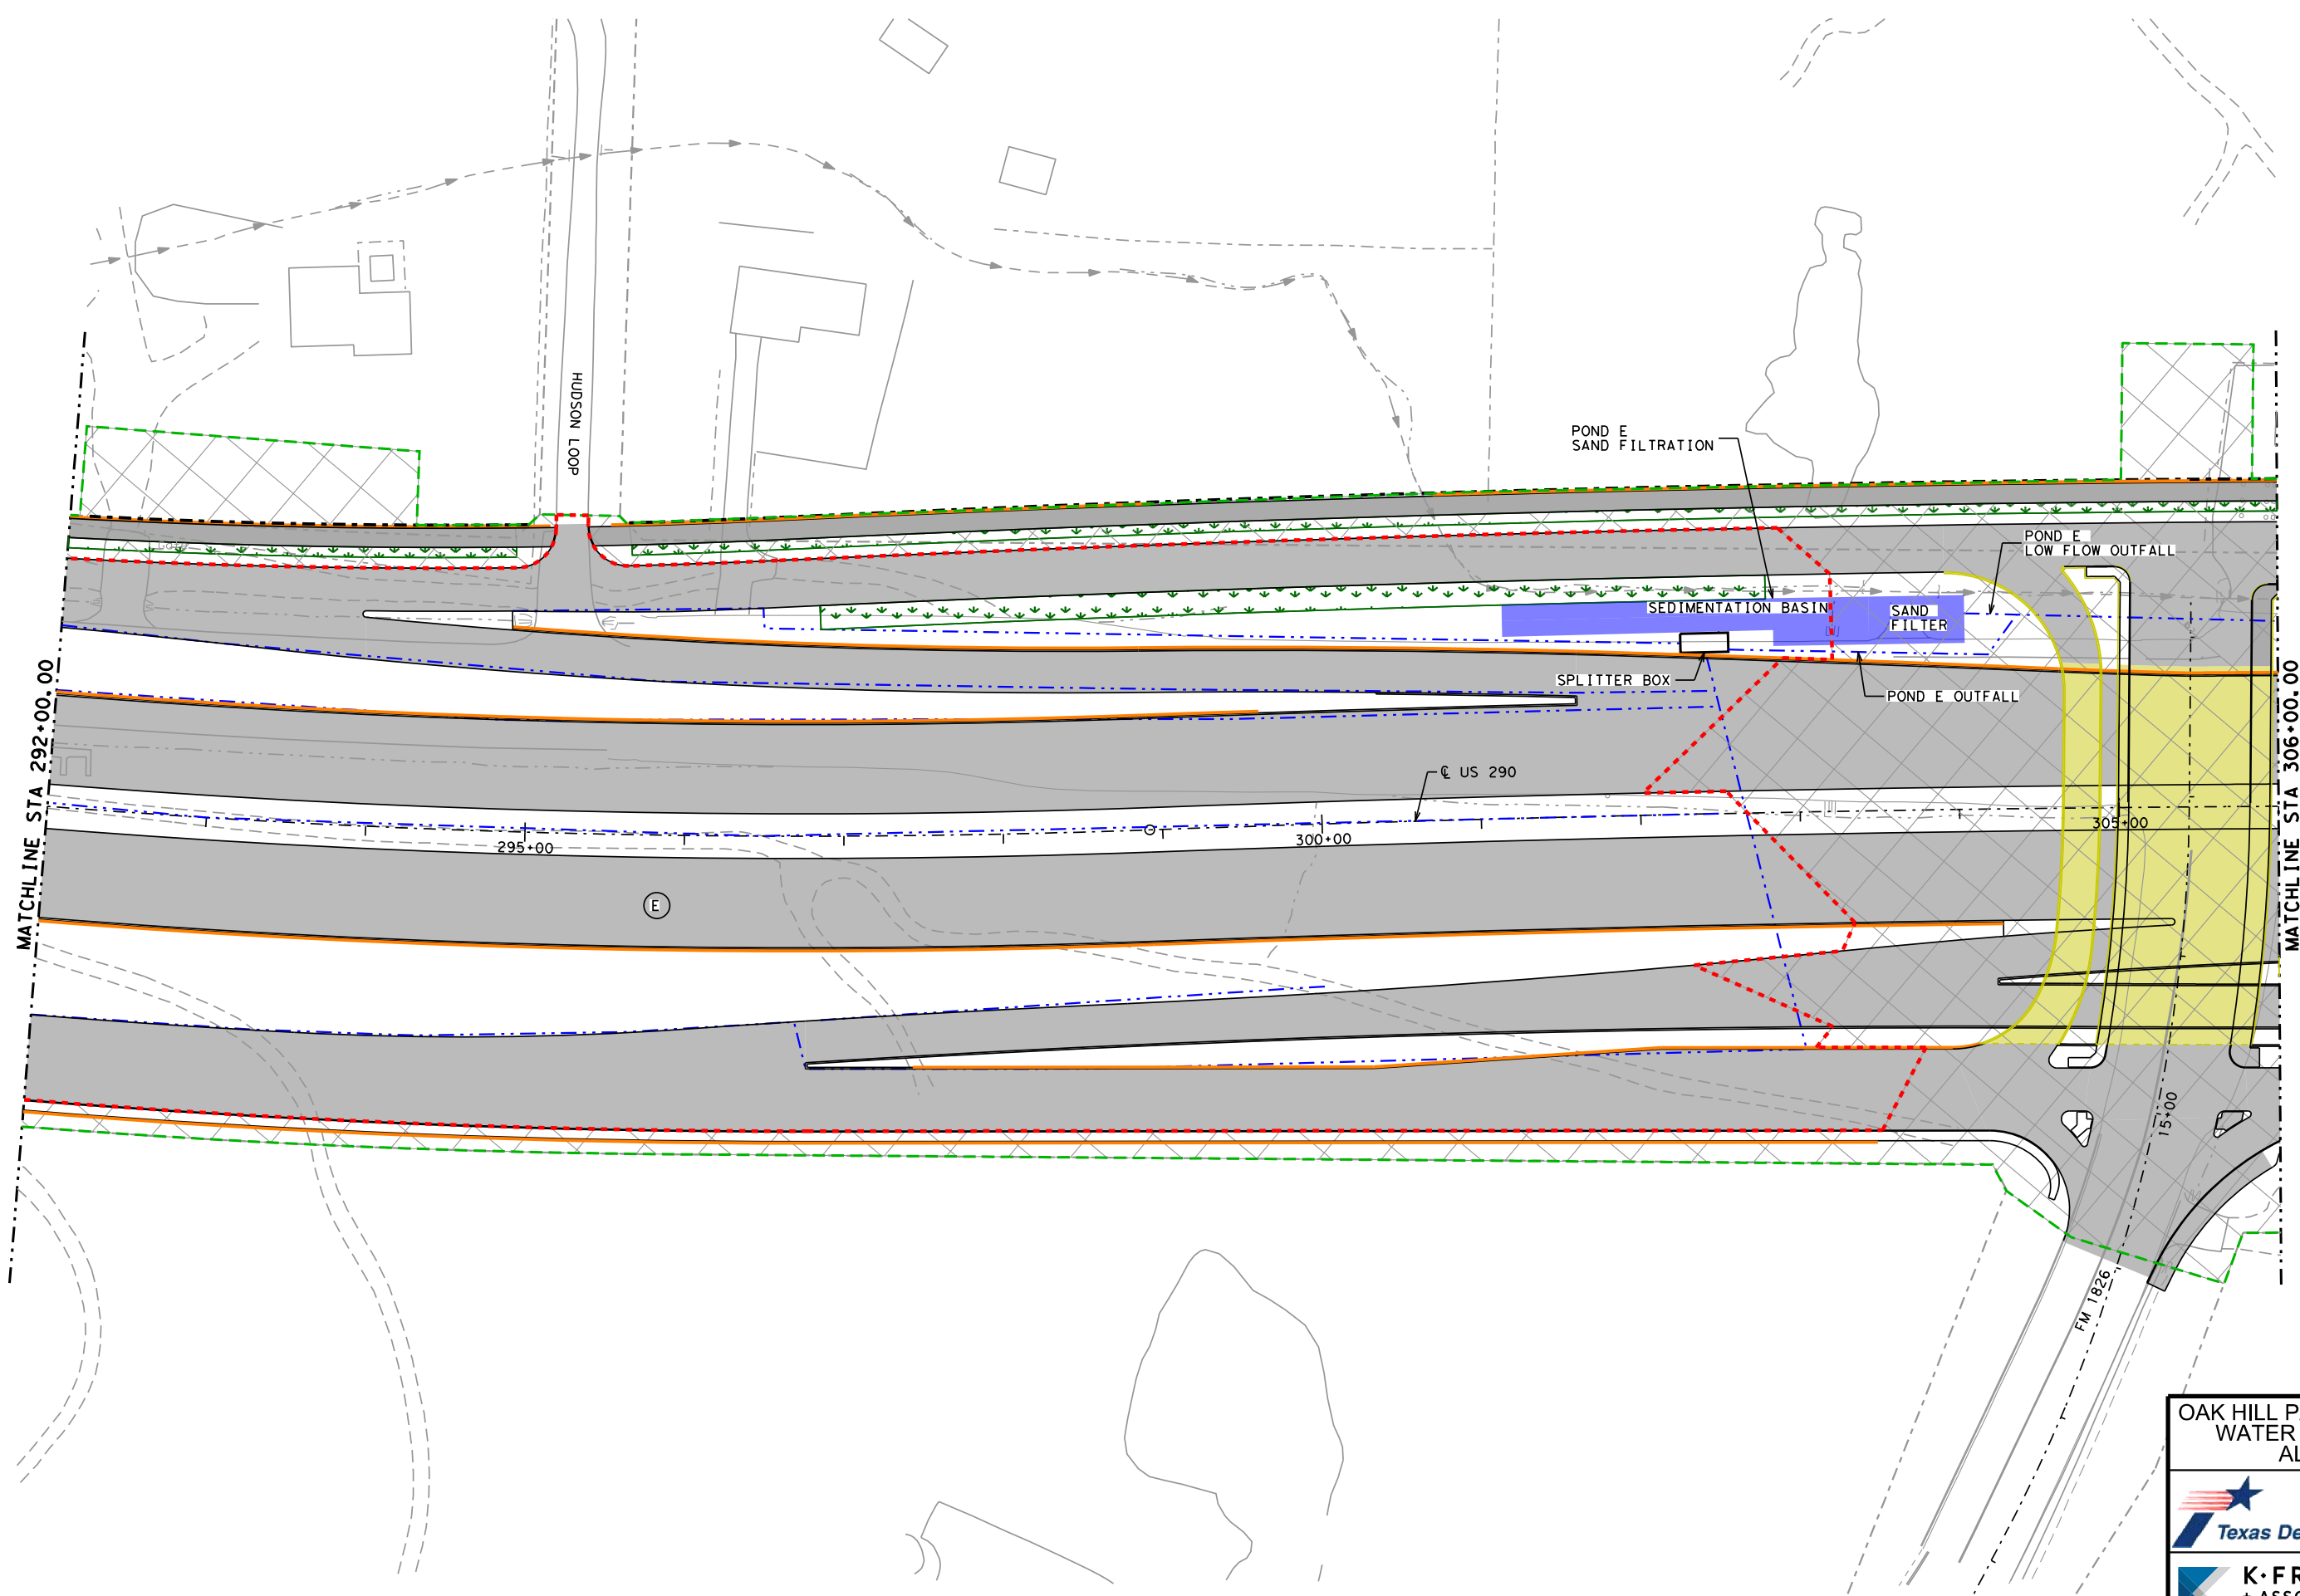 HUDSON LOOP
POND E
SAND FILTRATION
POND E
LOW FLOW OUTFALL
SEDIMENTATION BASIN
SAND
FILTER
SPLITTER BOX
POND E OUTFALL
MATCHLINE STA 292+00.00
MATCHLINE STA 306+00.00
℄ US 290
295+00
300+00
305+00
E
15+00
FM 1826
OAK HILL P
WATER
AL
Texas De
K·FR
+ ASSO